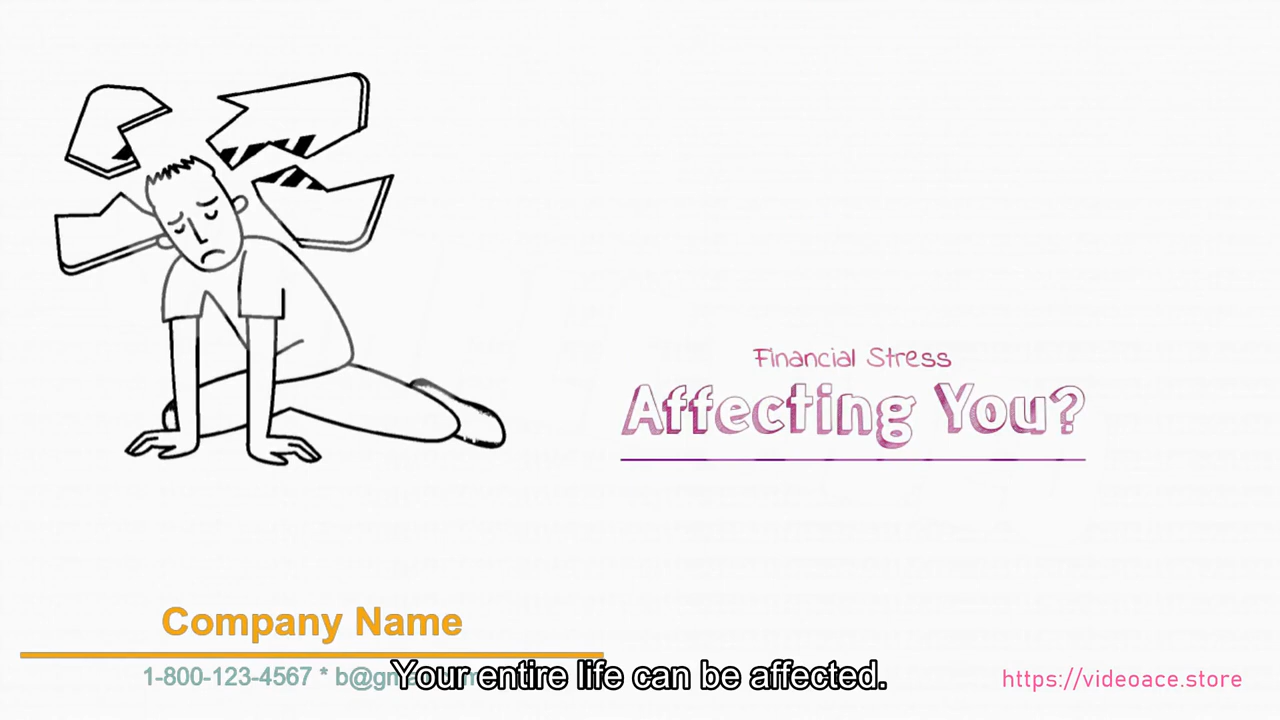 Financial Stress
Affecting You?
Company Name
1-800-123-4567 * 
Your entire life can be affected.
https://videoace.store